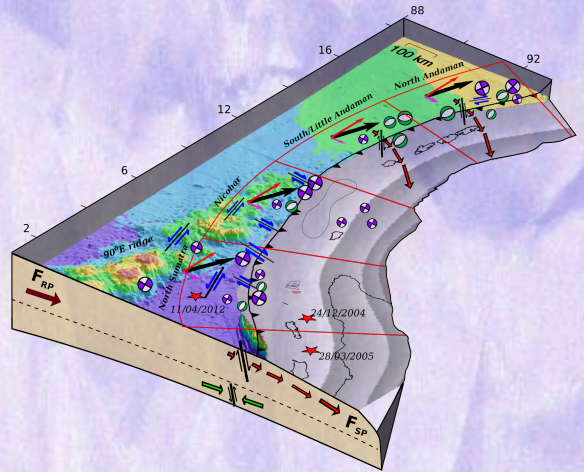 88
16
100 km
92
North Andaman
12
South/Little Andaman
6
Nicobar
2
90°E ridge
North Sumatra
F RP
11/04/2012
24/12/2004
28/03/2005
F SP